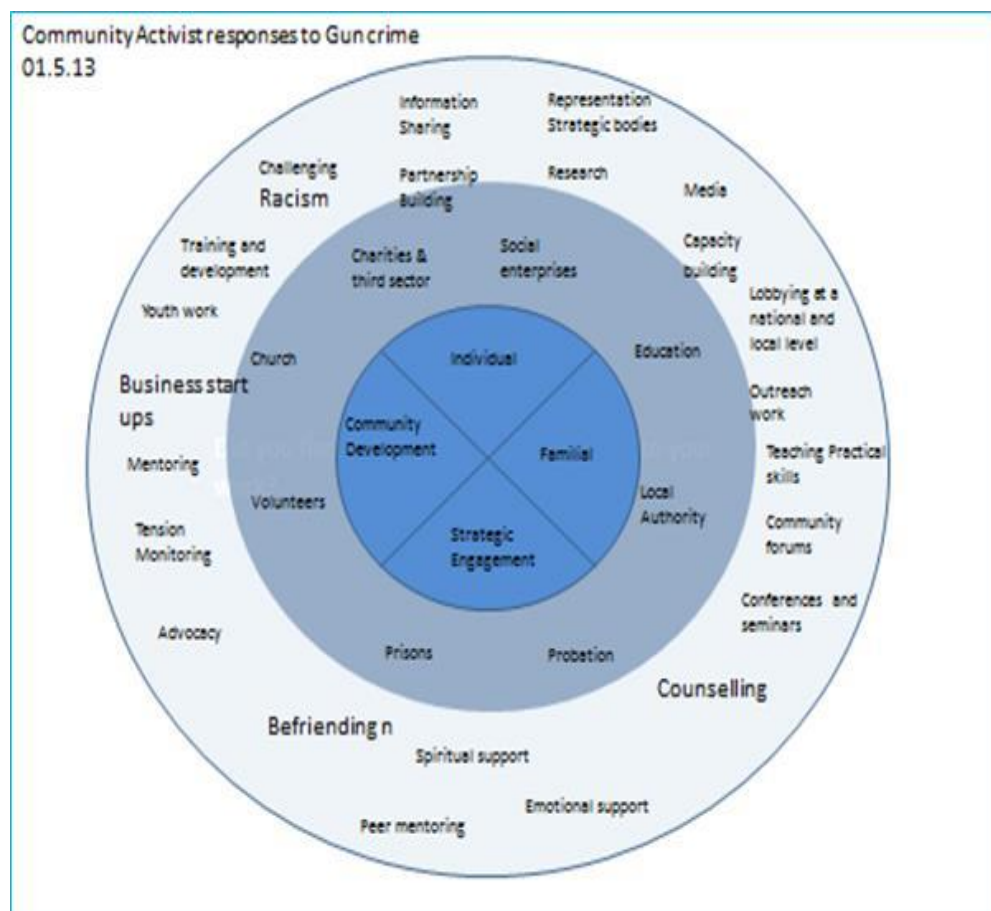 Community Activist responses to Gun crime
01.5.13
Information
Sharing
Representation
Strategic bodies
Challenging
Racism
Partnership
Building
Research
Media
Training and
development
Charities &
third sector
Social
enterprises
Capacity
building
Youth work
Lobbying at a
national and
local level
Church
Individual
Education
Business start
ups
Outreach
work
Community
Development
Familial
Mentoring
Teaching Practical
skills
Volunteers
Local
Authority
Tension
Monitoring
Strategic
Engagement
Community
forums
Advocacy
Conferences and
seminars
Prisons
Probation
Counselling
Befriending n
Spiritual support
Emotional support
Peer mentoring